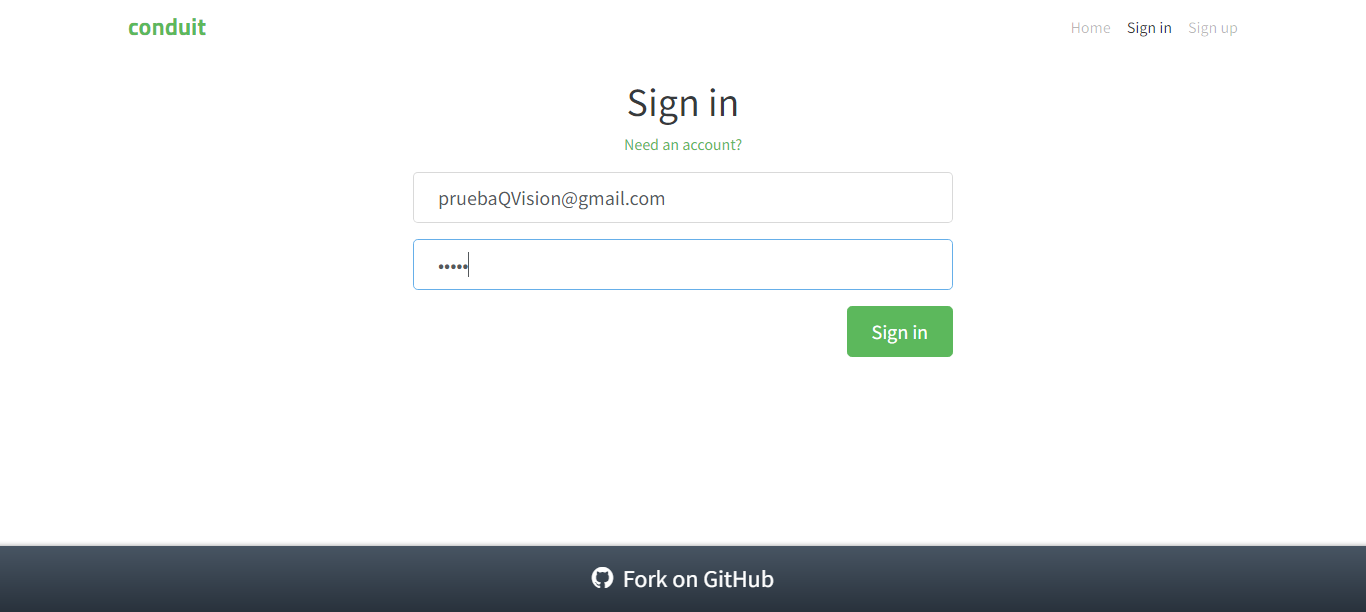 conduit
Home Sign in Sign up
Sign in
Need an account?
pruebaQVision@gmail.com
•••••
Sign in
Fork on GitHub